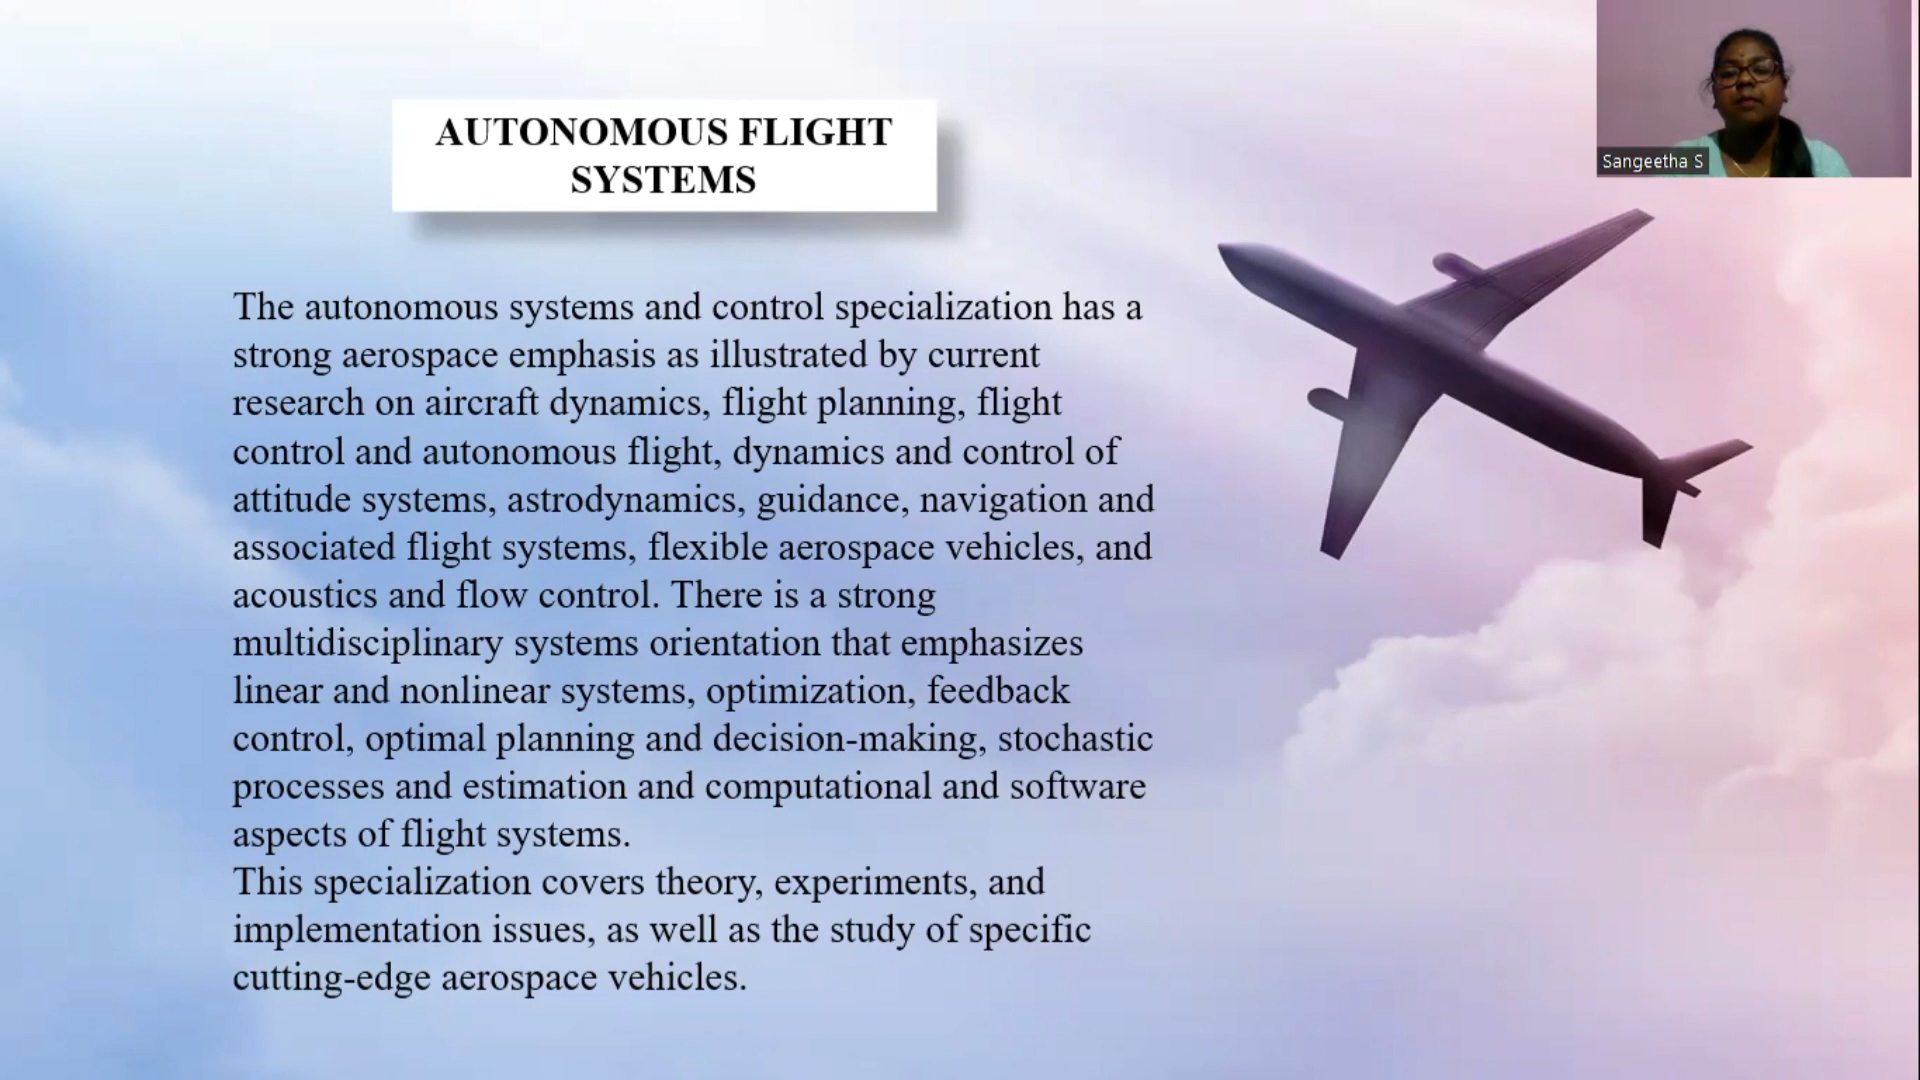 AUTONOMOUS FLIGHT
SYSTEMS
Sangeetha S
The autonomous systems and control specialization has a
strong aerospace emphasis as illustrated by current
research on aircraft dynamics, flight planning, flight
control and autonomous flight, dynamics and control of
attitude systems, astrodynamics, guidance, navigation and
associated flight systems, flexible aerospace vehicles, and
acoustics and flow control. There is a strong
multidisciplinary systems orientation that emphasizes
linear and nonlinear systems, optimization, feedback
control, optimal planning and decision-making, stochastic
processes and estimation and computational and software
aspects of flight systems.
This specialization covers theory, experiments, and
implementation issues, as well as the study of specific
cutting-edge aerospace vehicles.